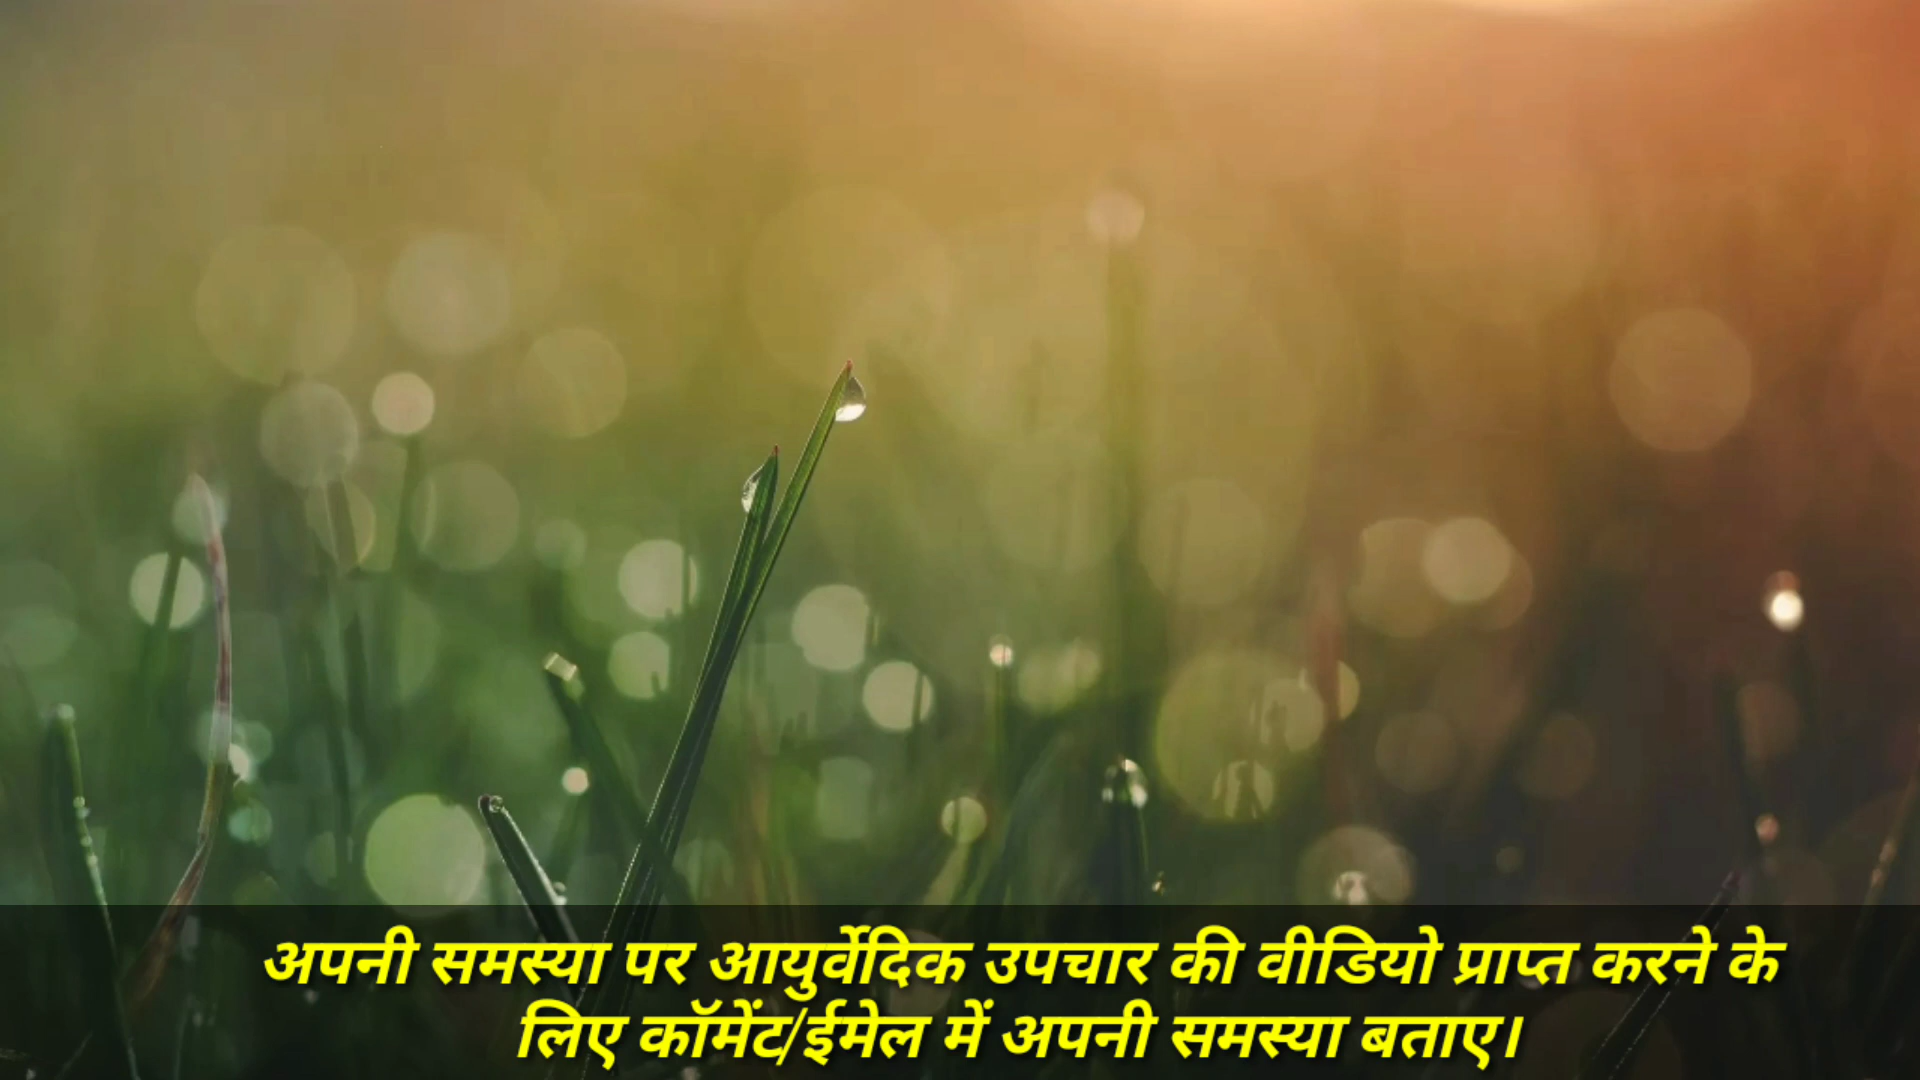 अपनी समस्या पर आयुर्वेदिक उपचार की वीडियो प्राप्त करने के
लिए कॉमेंट/ईमेल में अपनी समस्या बताए।